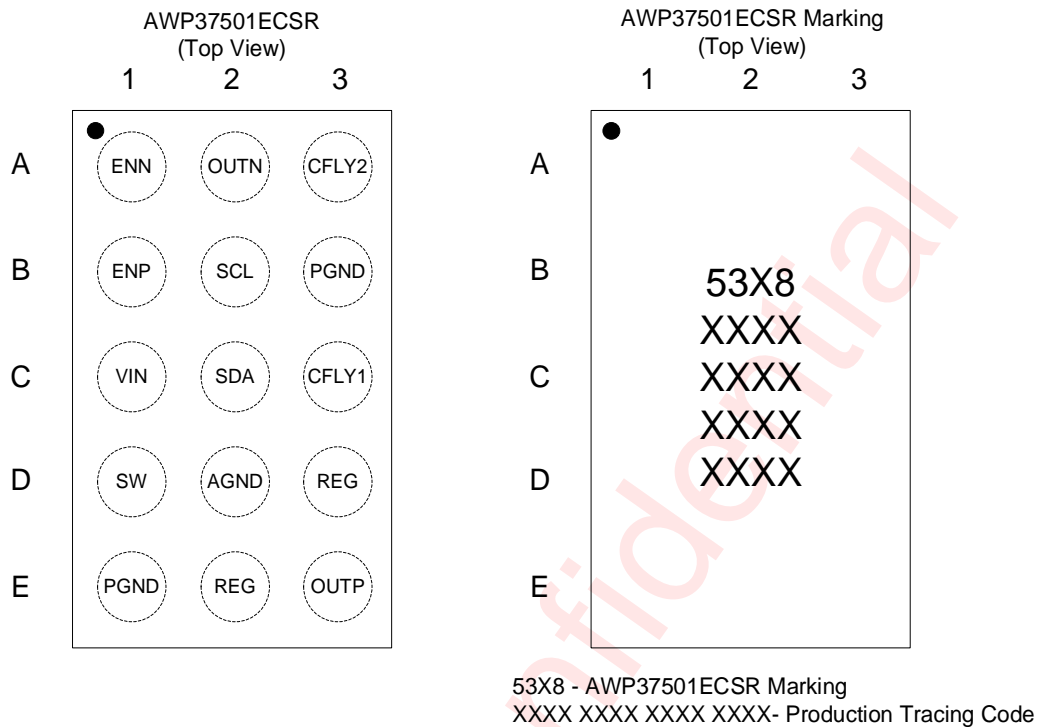 AWP37501ECSR
(Top View)
1 2 3
A ENN OUTN CFLY2
B ENP SCL PGND
C VIN SDA CFLY1
D SW AGND REG
E PGND REG OUTP
AWP37501ECSR Marking
(Top View)
1 2 3
A
B
C
D
E
53X8
XXXX
XXXX
XXXX
XXXX
53X8 - AWP37501ECSR Marking
XXXX XXXX XXXX XXXX- Production Tracing Code
nfidential